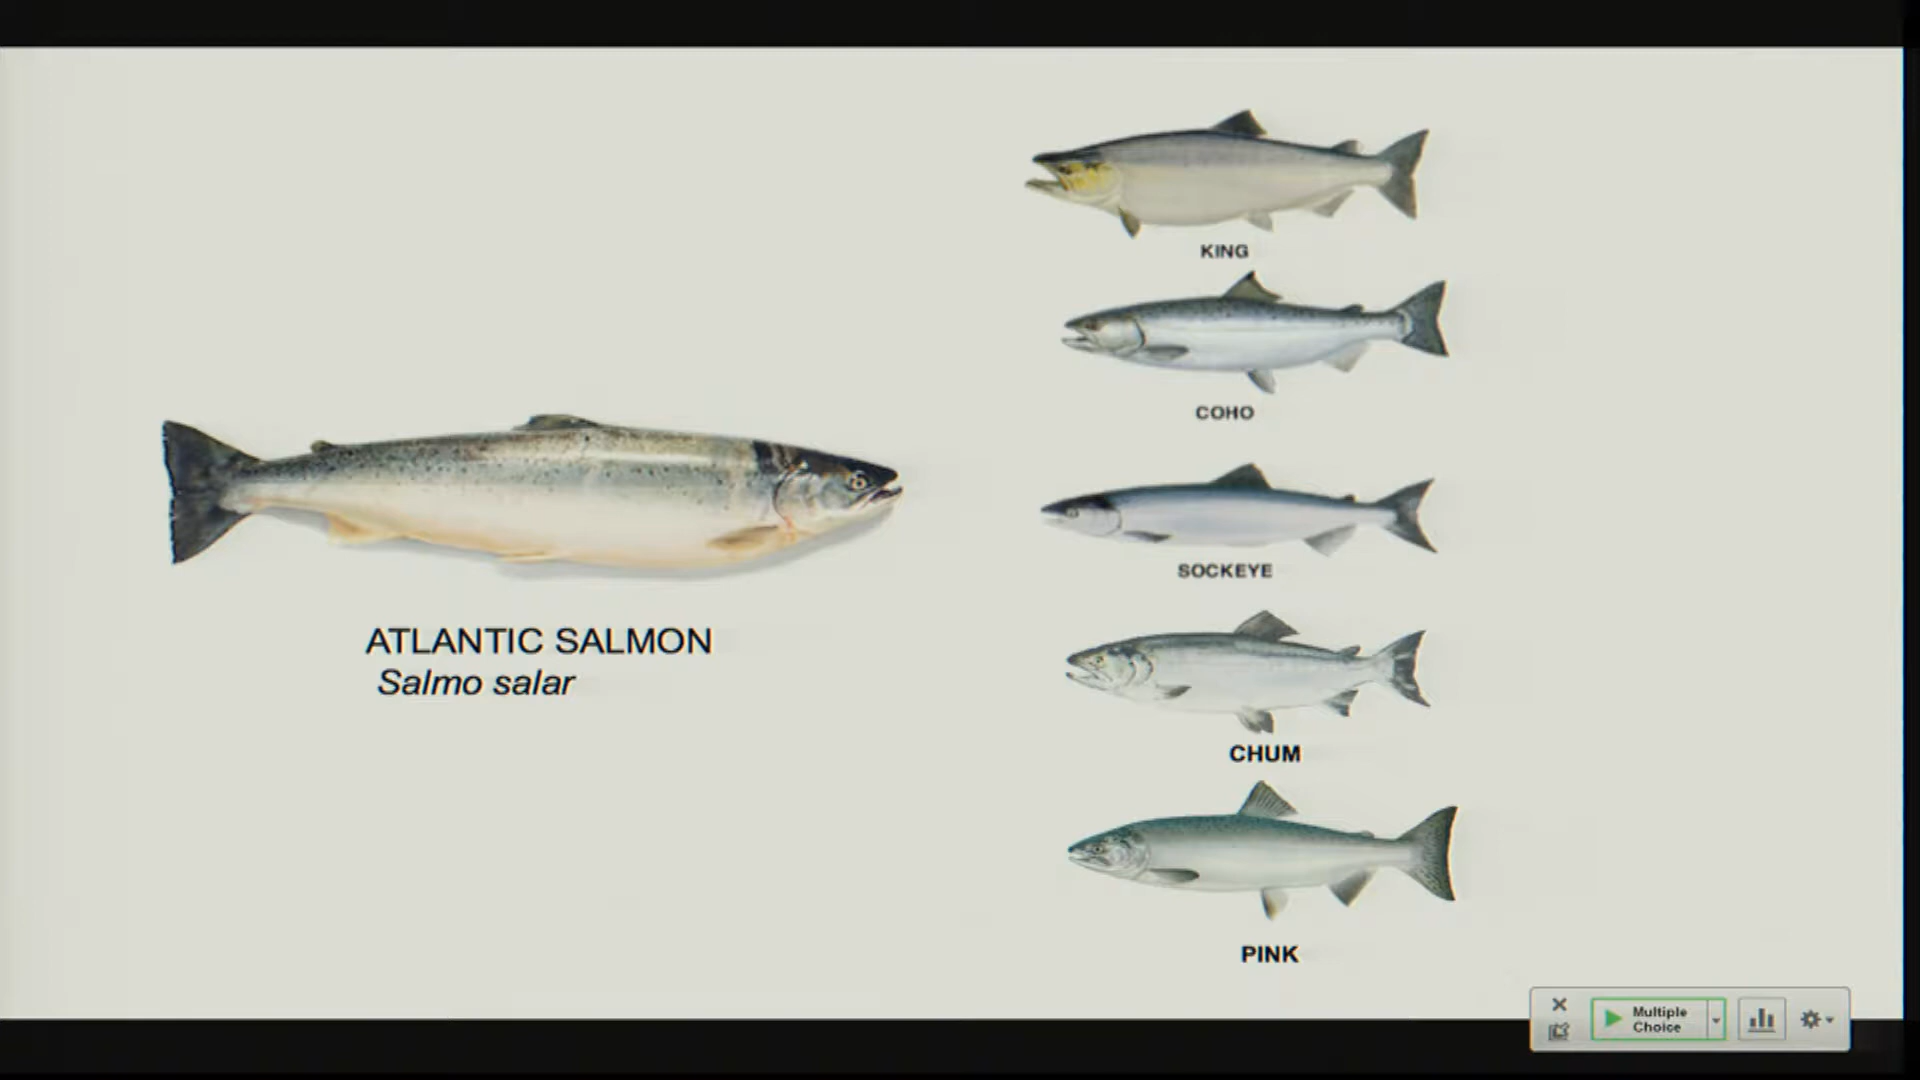 ATLANTIC SALMON
Salmo salar
KING
COHO
SOCKEYE
CHUM
PINK
Multiple
Choice